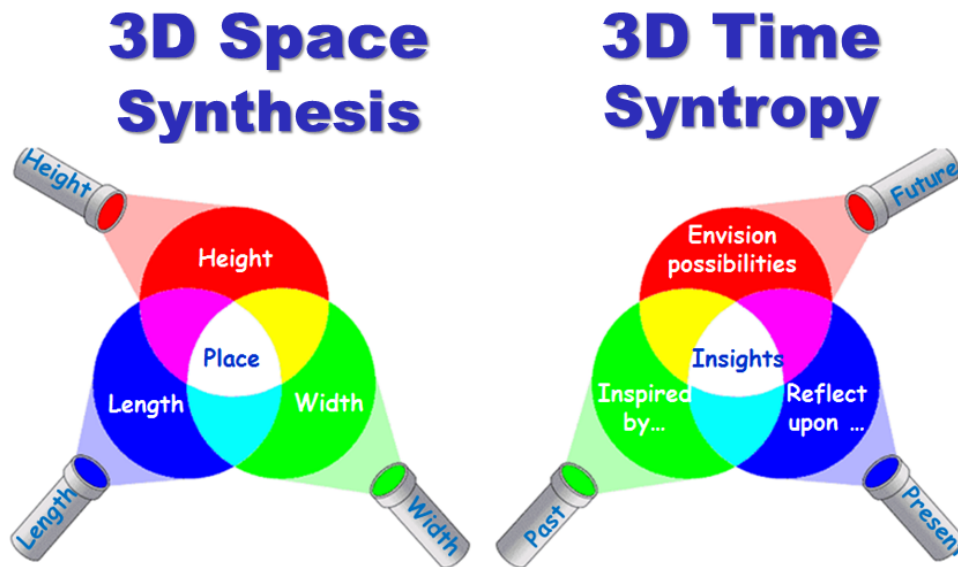 3D Space
Synthesis
Height
Height
Place
Length
Width
Length
Width
3D Time
Syntropy
Future
Envision
possibilities
Insights
Inspired
by...
Reflect
upon ...
Past
Present